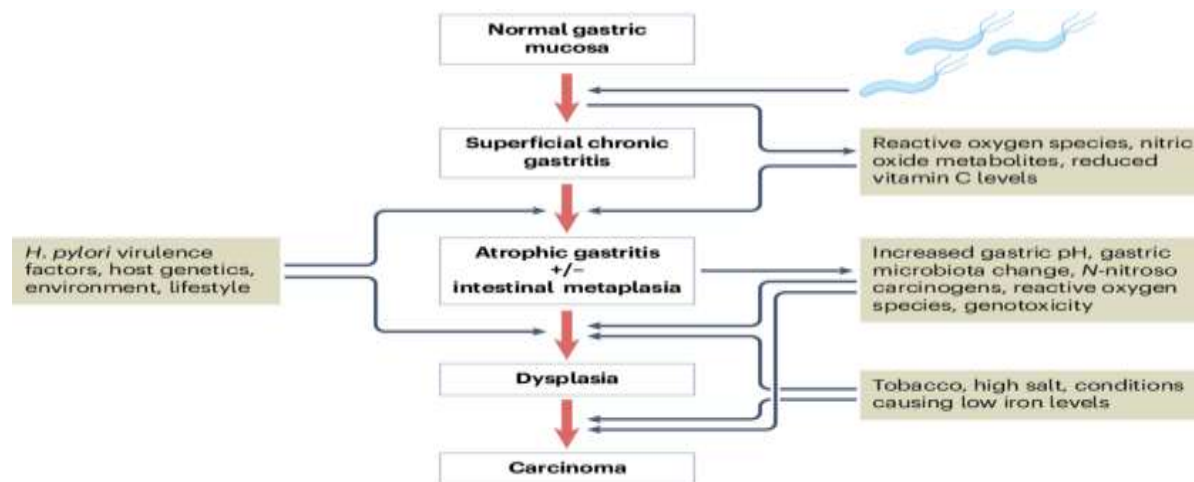 Normal gastric
mucosa
Superficial chronic
gastritis
Reactive oxygen species, nitric
oxide metabolites, reduced
vitamin C levels
H. pylori virulence
factors, host genetics,
environment, lifestyle
Atrophic gastritis
+/−
intestinal metaplasia
Increased gastric pH, gastric
microbiota change, N-nitroso
carcinogens, reactive oxygen
species, genotoxicity
Dysplasia
Tobacco, high salt, conditions
causing low iron levels
Carcinoma